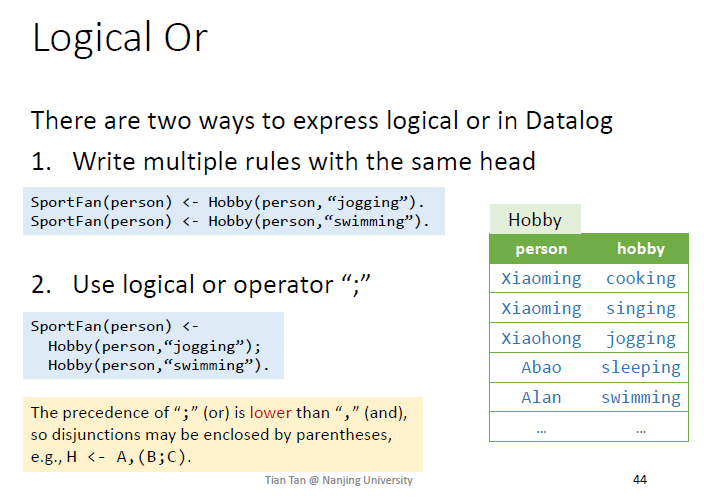 Logical Or
There are two ways to express logical or in Datalog
1. Write multiple rules with the same head
SportFan(person) <- Hobby(person,“jogging”).
SportFan(person) <- Hobby(person,“swimming”).
2. Use logical or operator “;”
SportFan(person) <-
Hobby(person,“jogging”);
Hobby(person,“swimming”).
The precedence of “;” (or) is lower than “,” (and),
so disjunctions may be enclosed by parentheses,
e.g., H <- A,(B;C).
Hobby
person hobby
Xiaoming cooking
Xiaoming singing
Xiaohong jogging
Abao sleeping
Alan swimming
… …
Tian Tan @ Nanjing University
44